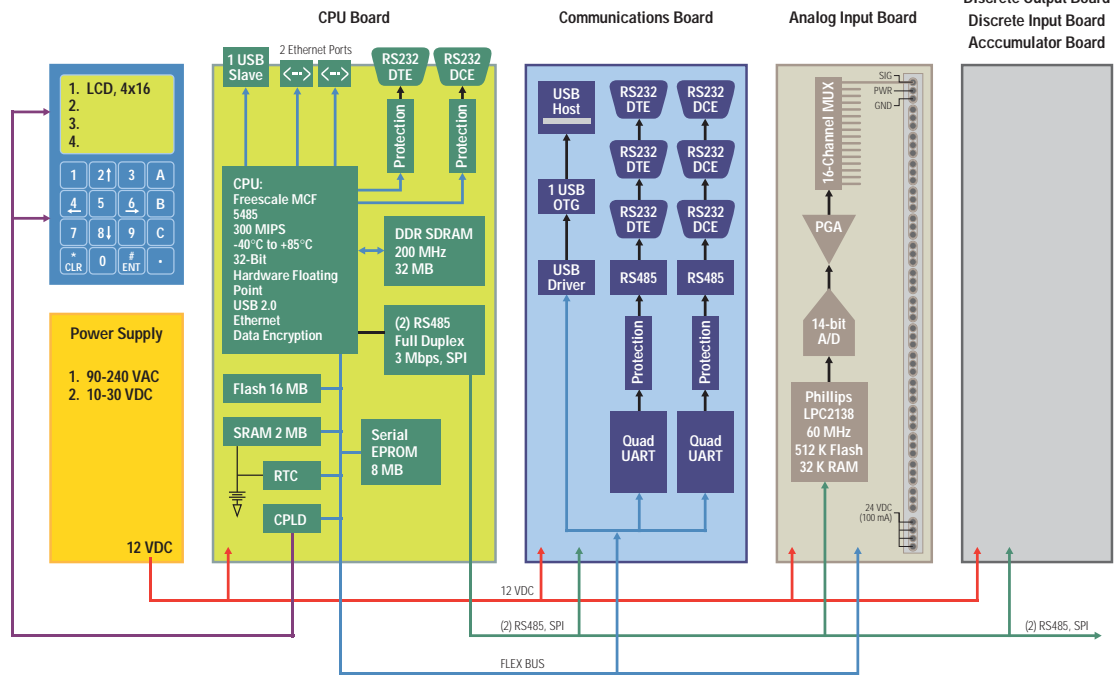 CPU Board
Communications Board
Analog Input Board
Discrete Output Board
Discrete Input Board
Acccumulator Board
1. LCD, 4x16
2.
3.
4.
1 2↑ 3 A
4← 5 6→ B
7 8↓ 9 C
* CLR 0 # ENT ·
Power Supply
1. 90-240 VAC
2. 10-30 VDC
12 VDC
1 USB
Slave
2 Ethernet Ports
<-->
<-->
RS232
DTE
RS232
DCE
Protection
Protection
CPU:
Freescale MCF
5485
300 MIPS
-40°C to +85°C
32-Bit
Hardware Floating
Point
USB 2.0
Ethernet
Data Encryption
DDR SDRAM
200 MHz
32 MB
(2) RS485
Full Duplex
3 Mbps, SPI
Flash 16 MB
SRAM 2 MB
RTC
CPLD
Serial
EPROM
8 MB
USB
Host
1 USB
OTG
USB
Driver
RS232
DTE
RS232
DTE
RS232
DTE
RS485
Protection
Quad
UART
RS232
DCE
RS232
DCE
RS232
DCE
RS485
Protection
Quad
UART
16-Channel MUX
SIG
PWR
GND
PGA
14-bit
A/D
Phillips
LPC2138
60 MHz
512 K Flash
32 K RAM
24 VDC
(100 mA)
12 VDC
(2) RS485, SPI
(2) RS485, SPI
FLEX BUS